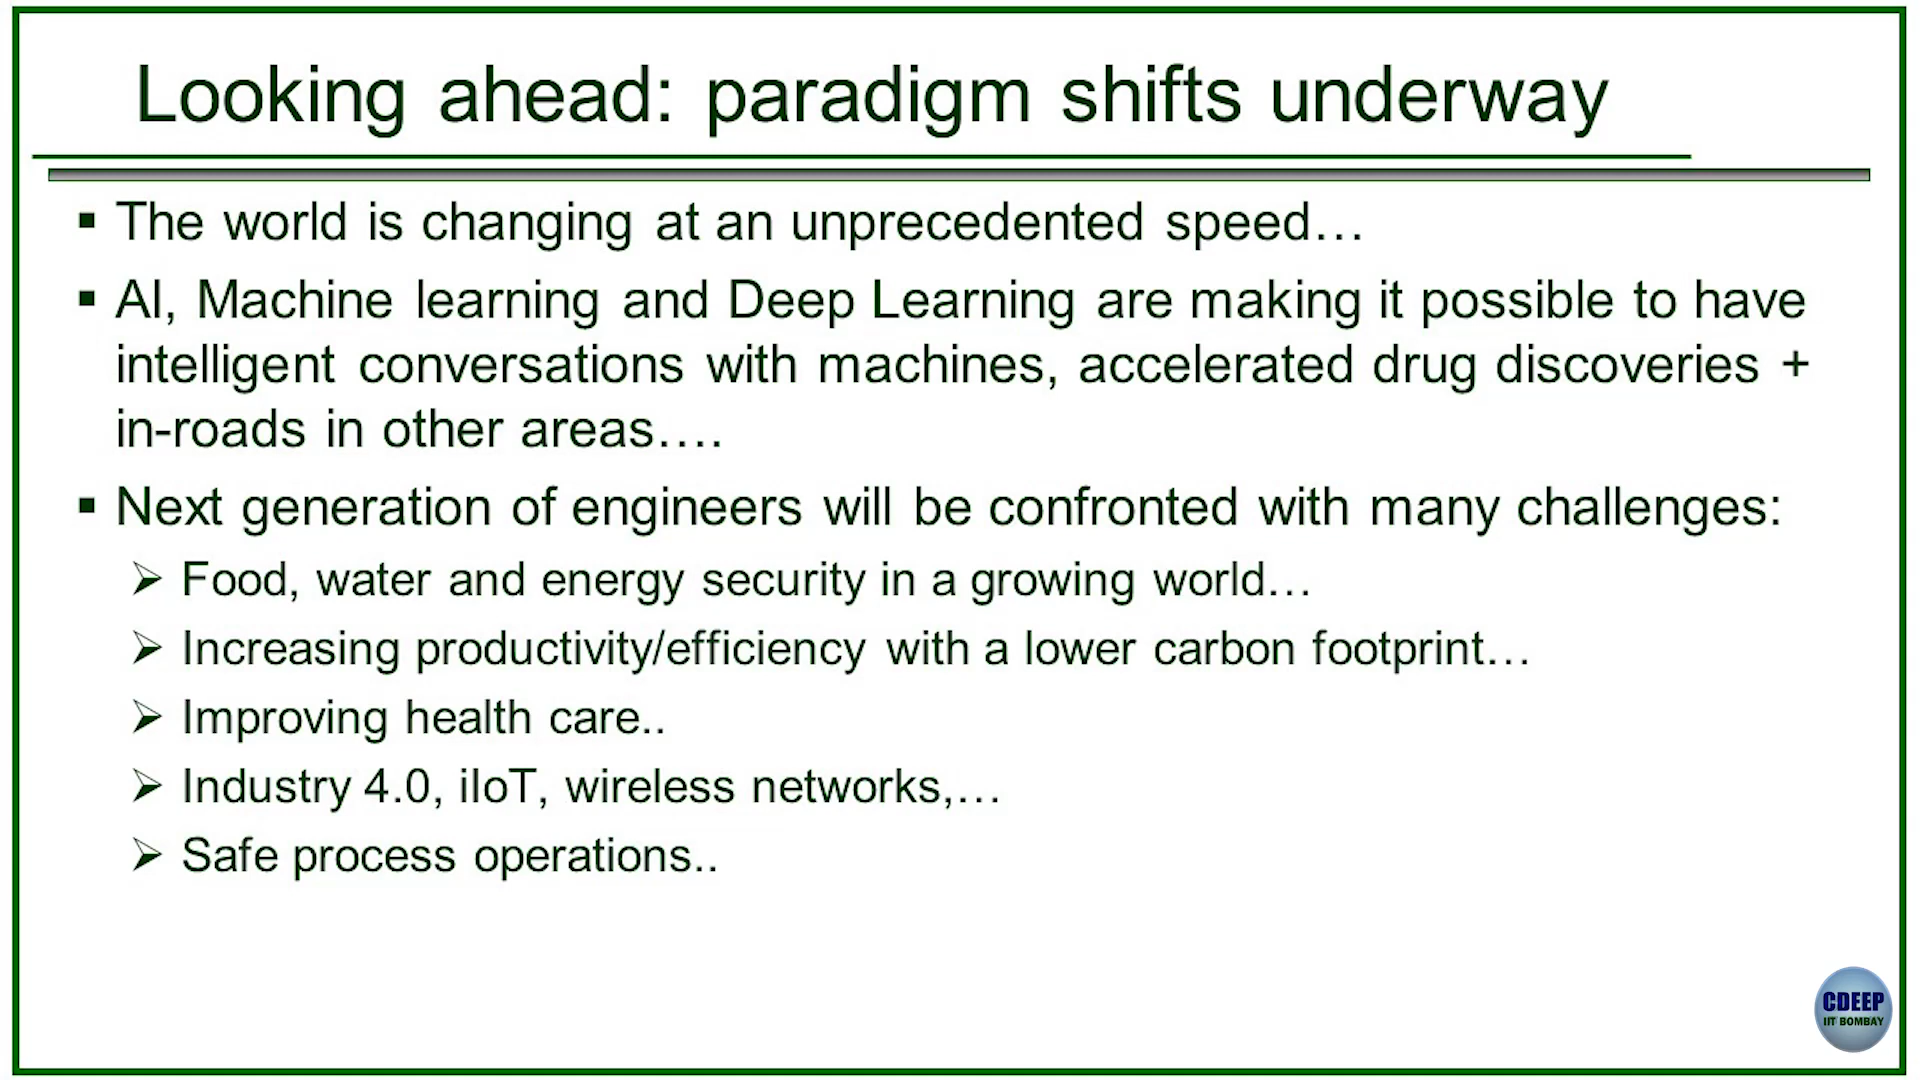 Looking ahead: paradigm shifts underway
▪ The world is changing at an unprecedented speed…
▪ AI, Machine learning and Deep Learning are making it possible to have
intelligent conversations with machines, accelerated drug discoveries +
in-roads in other areas….
▪ Next generation of engineers will be confronted with many challenges:
➢ Food, water and energy security in a growing world…
➢ Increasing productivity/efficiency with a lower carbon footprint…
➢ Improving health care..
➢ Industry 4.0, iIoT, wireless networks,…
➢ Safe process operations..
CDEEP
IIT BOMBAY